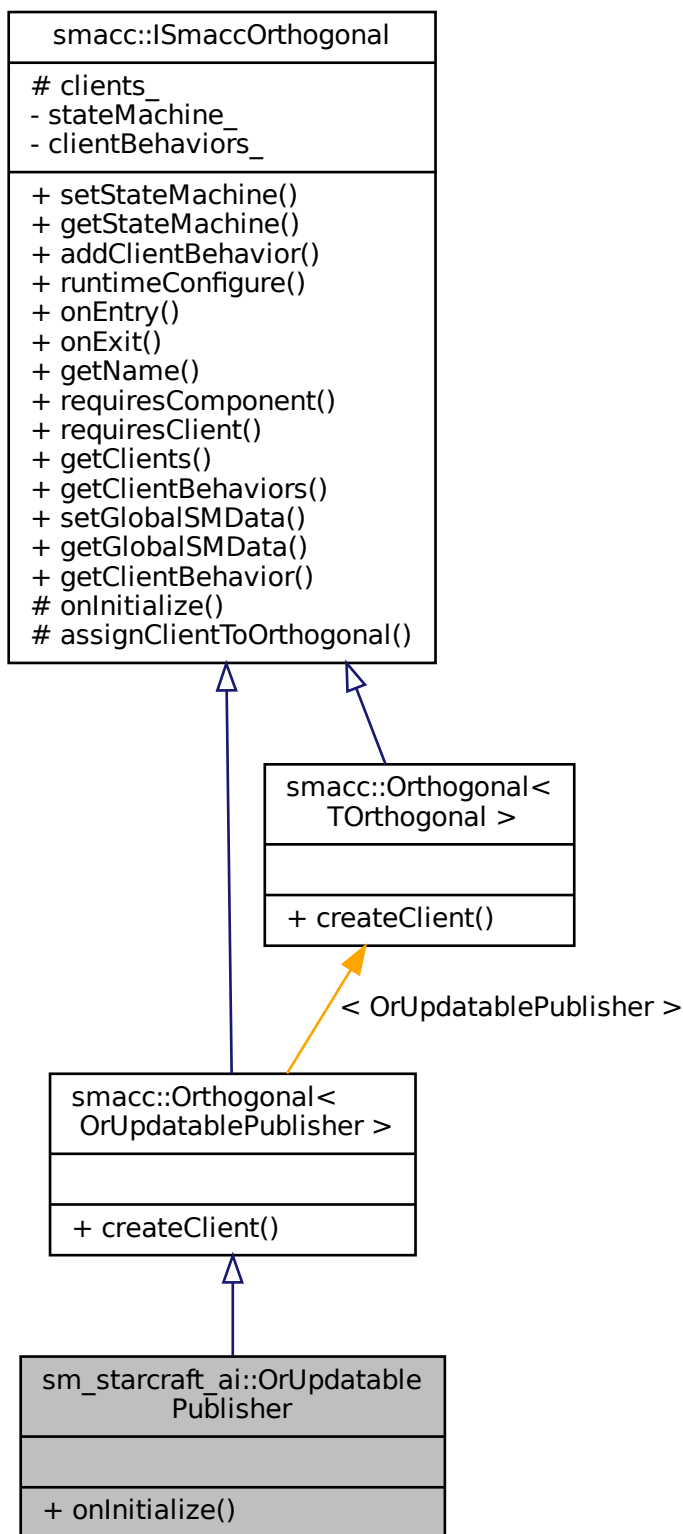 smacc::ISmaccOrthogonal
# clients_
- stateMachine_
- clientBehaviors_
+ setStateMachine()
+ getStateMachine()
+ addClientBehavior()
+ runtimeConfigure()
+ onEntry()
+ onExit()
+ getName()
+ requiresComponent()
+ requiresClient()
+ getClients()
+ getClientBehaviors()
+ setGlobalSMData()
+ getGlobalSMData()
+ getClientBehavior()
# onInitialize()
# assignClientToOrthogonal()
smacc::Orthogonal<
TOrthogonal >
+ createClient()
< OrUpdatablePublisher >
smacc::Orthogonal<
OrUpdatablePublisher >
+ createClient()
sm_starcraft_ai::OrUpdatable
Publisher
+ onInitialize()